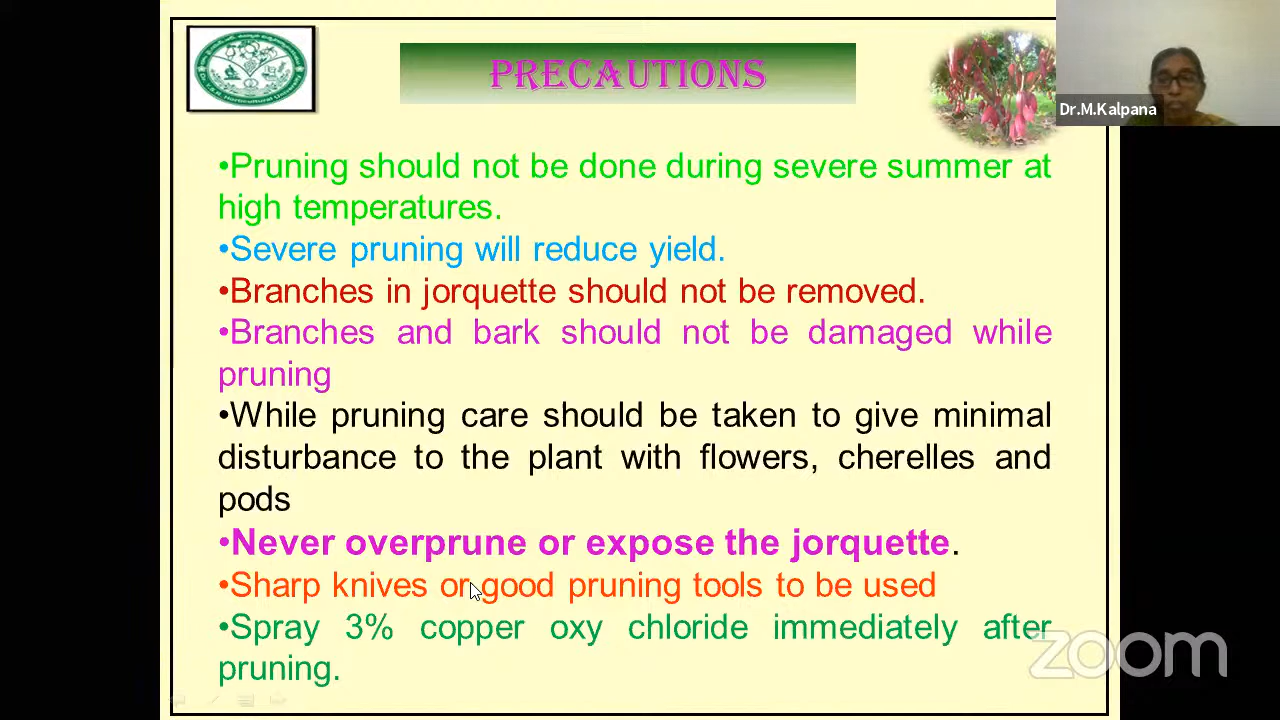 PRECAUTIONS
Dr.M.Kalpana
•Pruning should not be done during severe summer at
high temperatures.
•Severe pruning will reduce yield.
•Branches in jorquette should not be removed.
•Branches and bark should not be damaged while
pruning
•While pruning care should be taken to give minimal
disturbance to the plant with flowers, cherelles and
pods
•Never overprune or expose the jorquette.
•Sharp knives or good pruning tools to be used
•Spray 3% copper oxy chloride immediately after
pruning.
zoom